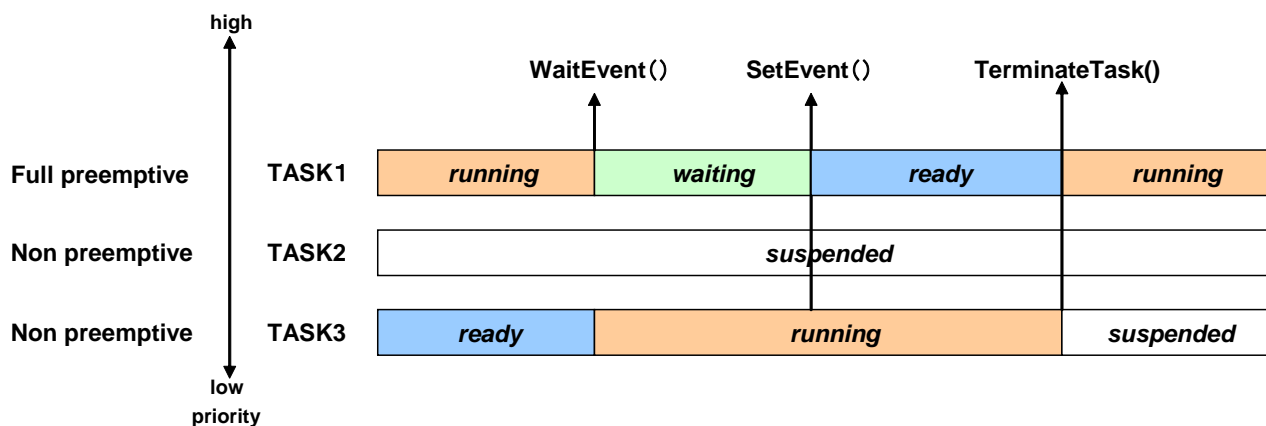 high
WaitEvent()
SetEvent()
TerminateTask()
Full preemptive
TASK1
running
waiting
ready
running
Non preemptive
TASK2
suspended
Non preemptive
TASK3
ready
running
suspended
low
priority